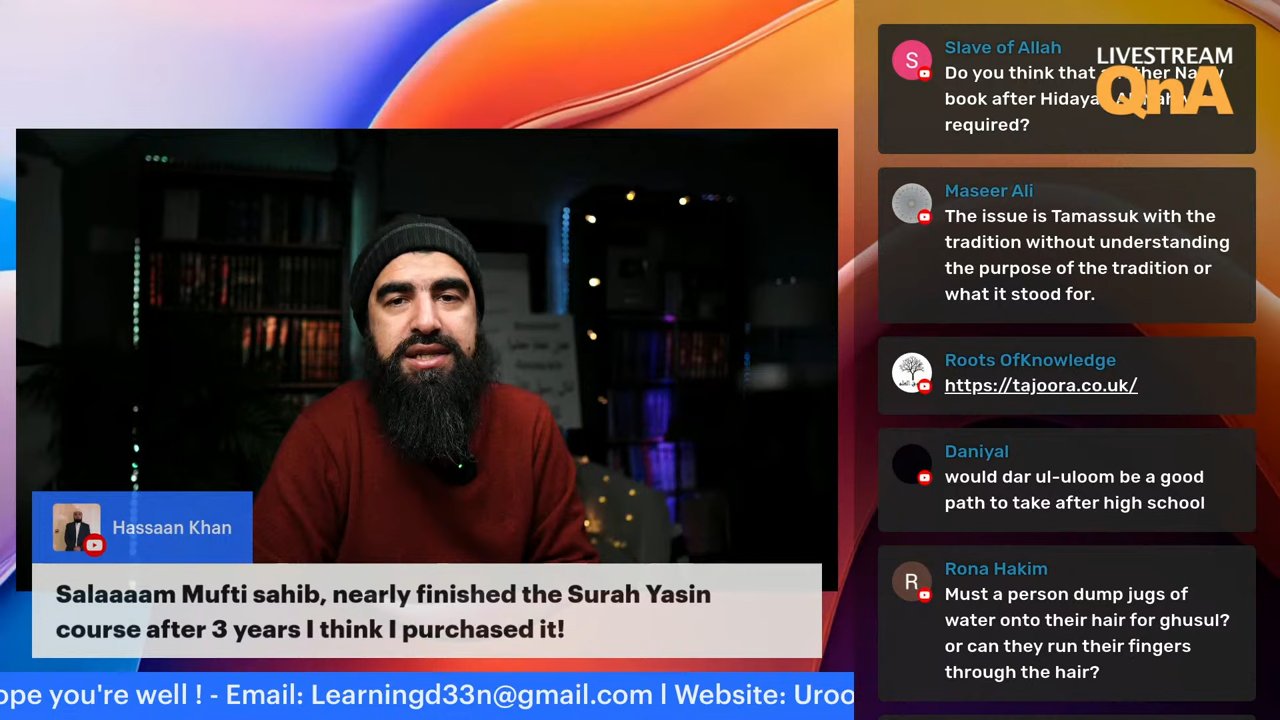 Slave of Allah
Do you think that
book after
required?
LIVESTREAM
QnA
Maseer Ali
The issue is Tamassuk with the
tradition without understanding
the purpose of the tradition or
what it stood for.
Roots OfKnowledge
https://tajoora.co.uk/
Daniyal
would dar ul-uloom be a good
path to take after high school
Rona Hakim
Must a person dump jugs of
water onto their hair for ghusul?
or can they run their fingers
through the hair?
Hassaan Khan
Salaaaam Mufti sahib, nearly finished the Surah Yasin
course after 3 years I think I purchased it!
ope you're well ! - Email: Learningd33n@gmail.com l Website: Uroo